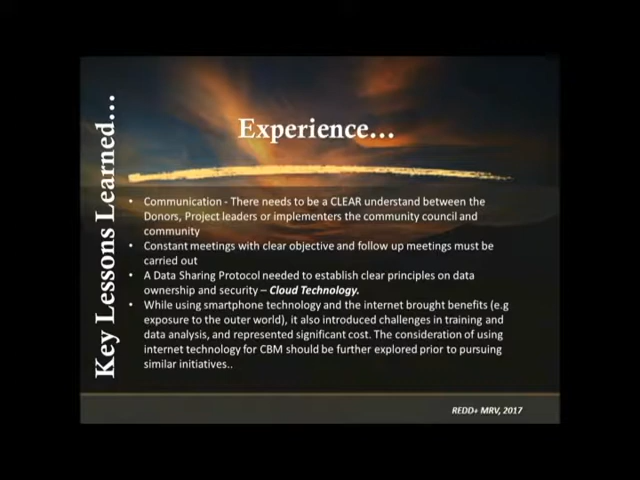 Key Lessons Learned...
Experience...
• Communication - There needs to be a CLEAR understand between the
Donors, Project leaders or implementers the community council and
community
• Constant meetings with clear objective and follow up meetings must be
carried out
• A Data Sharing Protocol needed to establish clear principles on data
ownership and security – Cloud Technology.
• While using smartphone technology and the internet brought benefits (e.g
exposure to the outer world), it also introduced challenges in training and
data analysis, and represented significant cost. The consideration of using
internet technology for CBM should be further explored prior to pursuing
similar initiatives..
REDD+ MRV, 2017